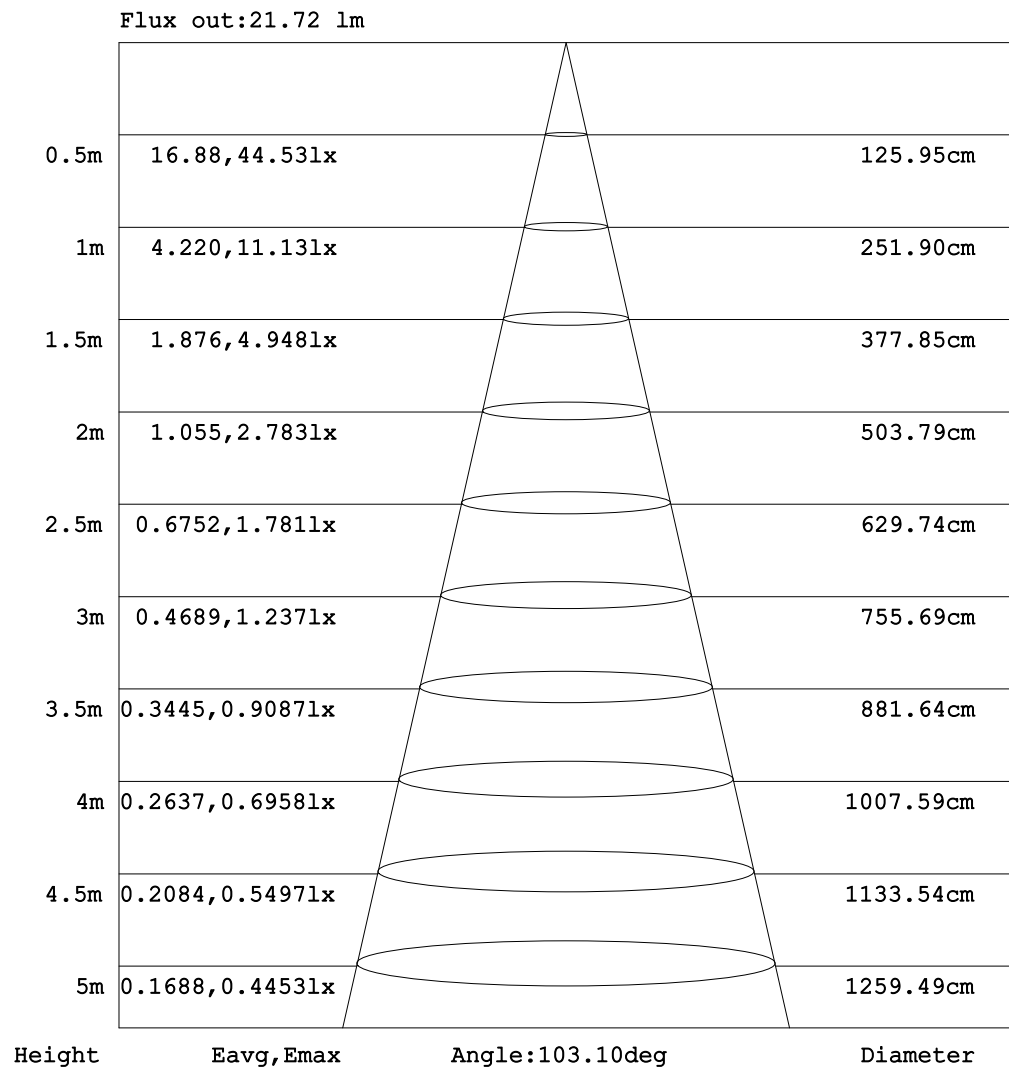 Flux out:21.72 lm
0.5m 16.88,44.53lx 125.95cm
1m 4.220,11.13lx 251.90cm
1.5m 1.876,4.948lx 377.85cm
2m 1.055,2.783lx 503.79cm
2.5m 0.6752,1.781lx 629.74cm
3m 0.4689,1.237lx 755.69cm
3.5m 0.3445,0.9087lx 881.64cm
4m 0.2637,0.6958lx 1007.59cm
4.5m 0.2084,0.5497lx 1133.54cm
5m 0.1688,0.4453lx 1259.49cm
Height Eavg,Emax Angle:103.10deg Diameter